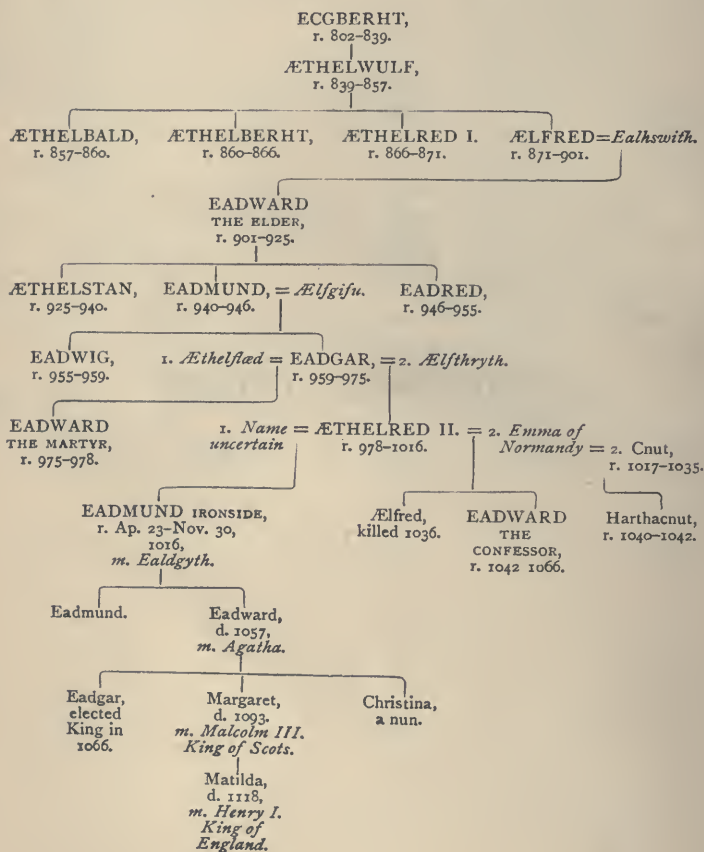 ECGBERHT,
r. 802–839.
ÆTHELWULF,
r. 839–857.
ÆTHELBALD, ÆTHELBERHT, ÆTHELRED I. ÆLFRED=Ealhswith.
r. 857–860. r. 860–866. r. 866–871. r. 871–901.
EADWARD
THE ELDER,
r. 901–925.
ÆTHELSTAN, EADMUND, = Ælfgifu. EADRED,
r. 925–940. r. 940–946. r. 946–955.
EADWIG, 1. Æthelflæd = EADGAR, = 2. Ælfthryth.
r. 955–959. r. 959–975.
EADWARD 1. Name = ÆTHELRED II. = 2. Emma of
THE MARTYR, uncertain r. 978–1016. Normandy = 2. Cnut,
r. 975–978. r. 1017–1035.
EADMUND IRONSIDE, Ælfred, EADWARD Harthacnut,
r. Ap. 23–Nov. 30, killed 1036. THE r. 1040–1042.
1016, CONFESSOR,
m. Ealdgyth. r. 1042 1066.
Eadmund. Eadward,
d. 1057,
m. Agatha.
Eadgar, Margaret, Christina,
elected d. 1093. a nun.
King in m. Malcolm III.
1066. King of Scots.
Matilda,
d. 1118,
m. Henry I.
King of
England.